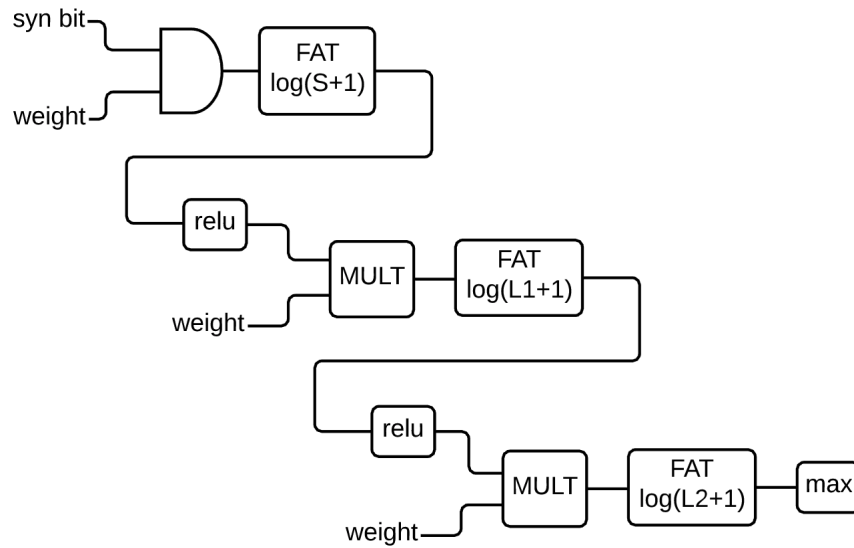 syn bit
FAT
log(S+1)
weight
relu
MULT
FAT
log(L1+1)
weight
relu
MULT
FAT
log(L2+1)
max
weight